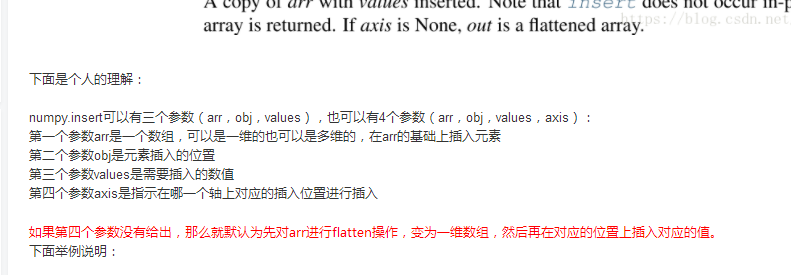 A copy of arr with values inserted. Note that insert does not occur in-p
array is returned. If axis is None, out is a flattened array.
https://blog.csdn.net
下面是个人的理解：
numpy.insert可以有三个参数（arr，obj，values），也可以有4个参数（arr，obj，values，axis）：
第一个参数arr是一个数组，可以是一维的也可以是多维的，在arr的基础上插入元素
第二个参数obj是元素插入的位置
第三个参数values是需要插入的数值
第四个参数axis是指示在哪一个轴上对应的插入位置进行插入
如果第四个参数没有给出，那么就默认为先对arr进行flatten操作，变为一维数组，然后再在对应的位置上插入对应的值。
下面举例说明：